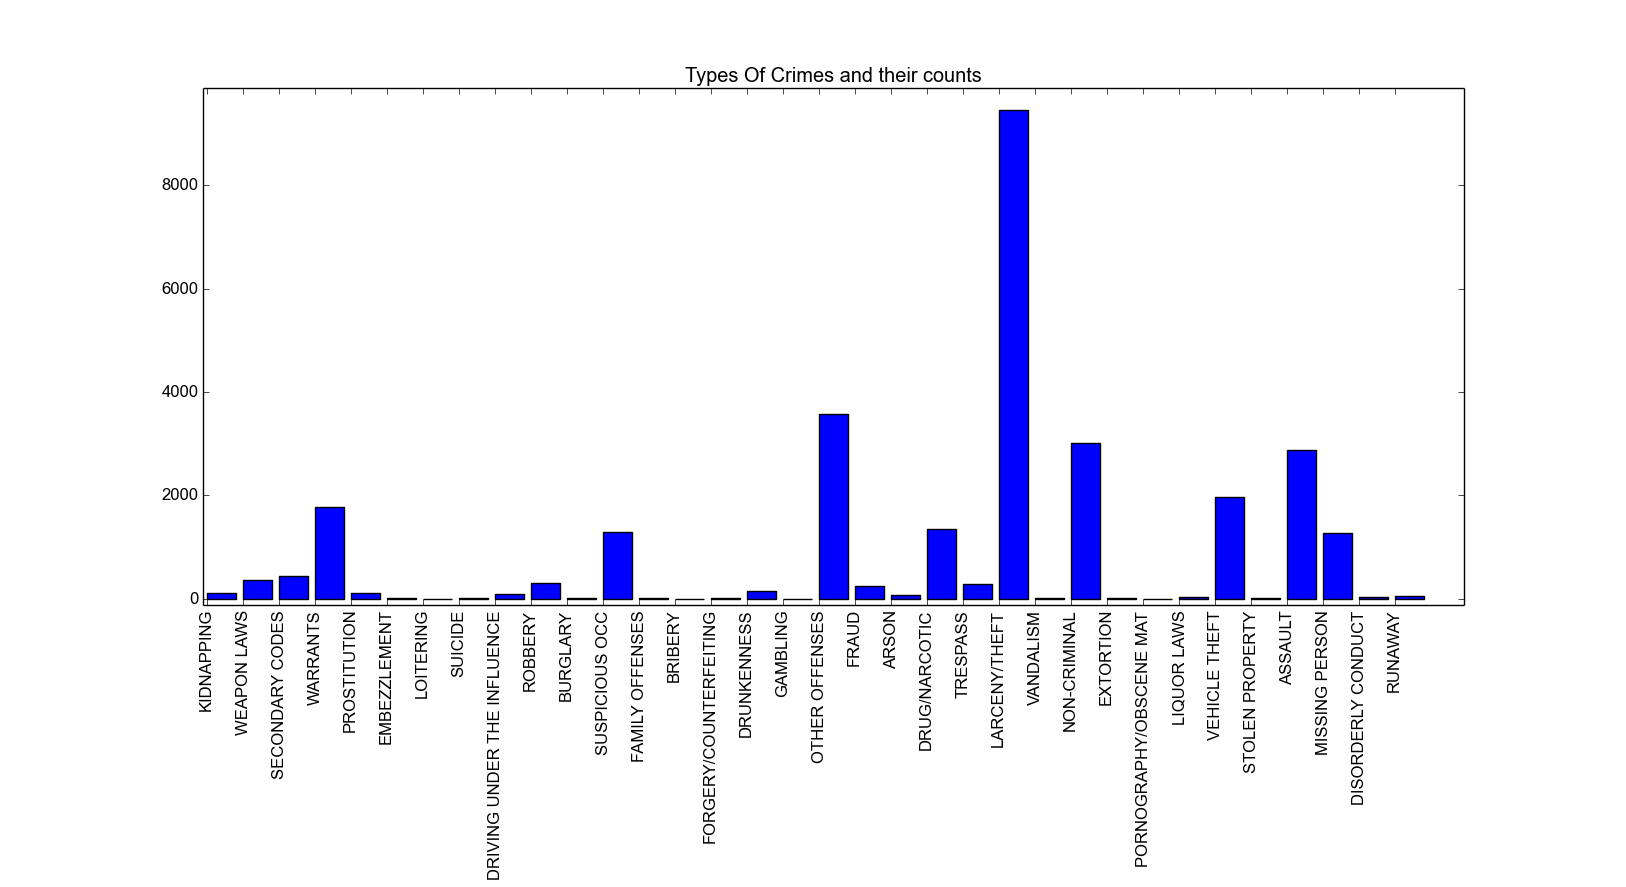 Types Of Crimes and their counts
8000
6000
4000
2000
0
KIDNAPPING
WEAPON LAWS
SECONDARY CODES
WARRANTS
PROSTITUTION
EMBEZZLEMENT
LOITERING
SUICIDE
DRIVING UNDER THE INFLUENCE
ROBBERY
BURGLARY
SUSPICIOUS OCC
FAMILY OFFENSES
BRIBERY
FORGERY/COUNTERFEITING
DRUNKENNESS
GAMBLING
OTHER OFFENSES
FRAUD
ARSON
DRUG/NARCOTIC
TRESPASS
LARCENY/THEFT
VANDALISM
NON-CRIMINAL
EXTORTION
PORNOGRAPHY/OBSCENE MAT
LIQUOR LAWS
VEHICLE THEFT
STOLEN PROPERTY
ASSAULT
MISSING PERSON
DISORDERLY CONDUCT
RUNAWAY